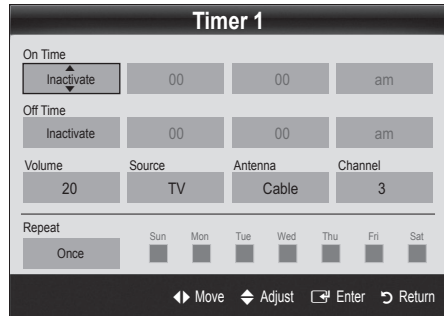 Timer 1
On Time
Inactivate 00 00 am
Off Time
Inactivate 00 00 am
Volume Source Antenna Channel
20 TV Cable 3
Repeat Sun Mon Tue Wed Thu Fri Sat
Once
Move Adjust Enter Return